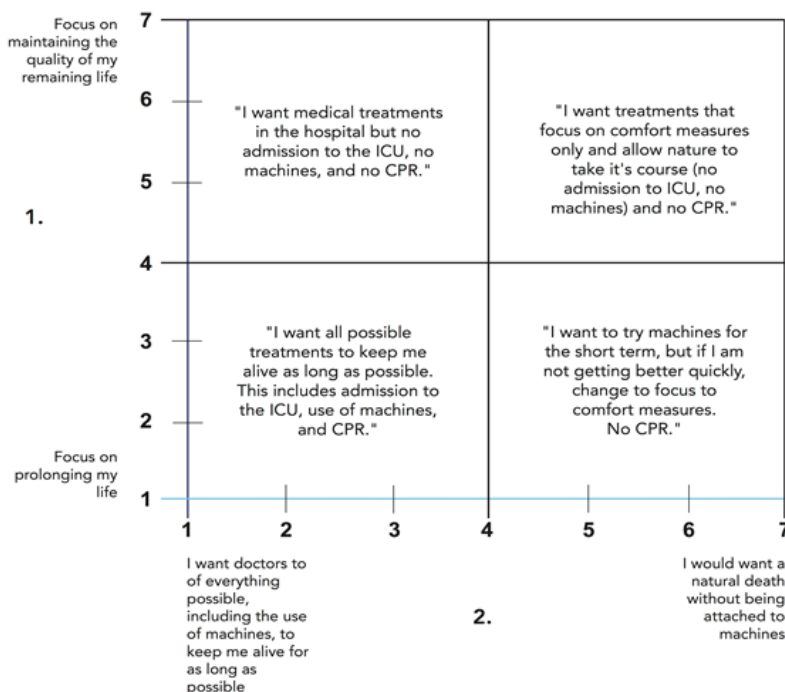 Focus on
maintaining the
quality of my
remaining life
7
6
5
4
3
2
1
1.
"I want medical treatments
in the hospital but no
admission to the ICU, no
machines, and no CPR."
"I want treatments that
focus on comfort measures
only and allow nature to
take it's course (no
admission to ICU, no
machines) and no CPR."
"I want all possible
treatments to keep me
alive as long as possible.
This includes admission to
the ICU, use of machines,
and CPR."
"I want to try machines for
the short term, but if I am
not getting better quickly,
change to focus to
comfort measures.
No CPR."
Focus on
prolonging my
life
1
2
3
4
5
6
7
I want doctors to
of everything
possible,
including the use
of machines, to
keep me alive for
as long as
possible
2.
I would want a
natural death
without being
attached to
machines